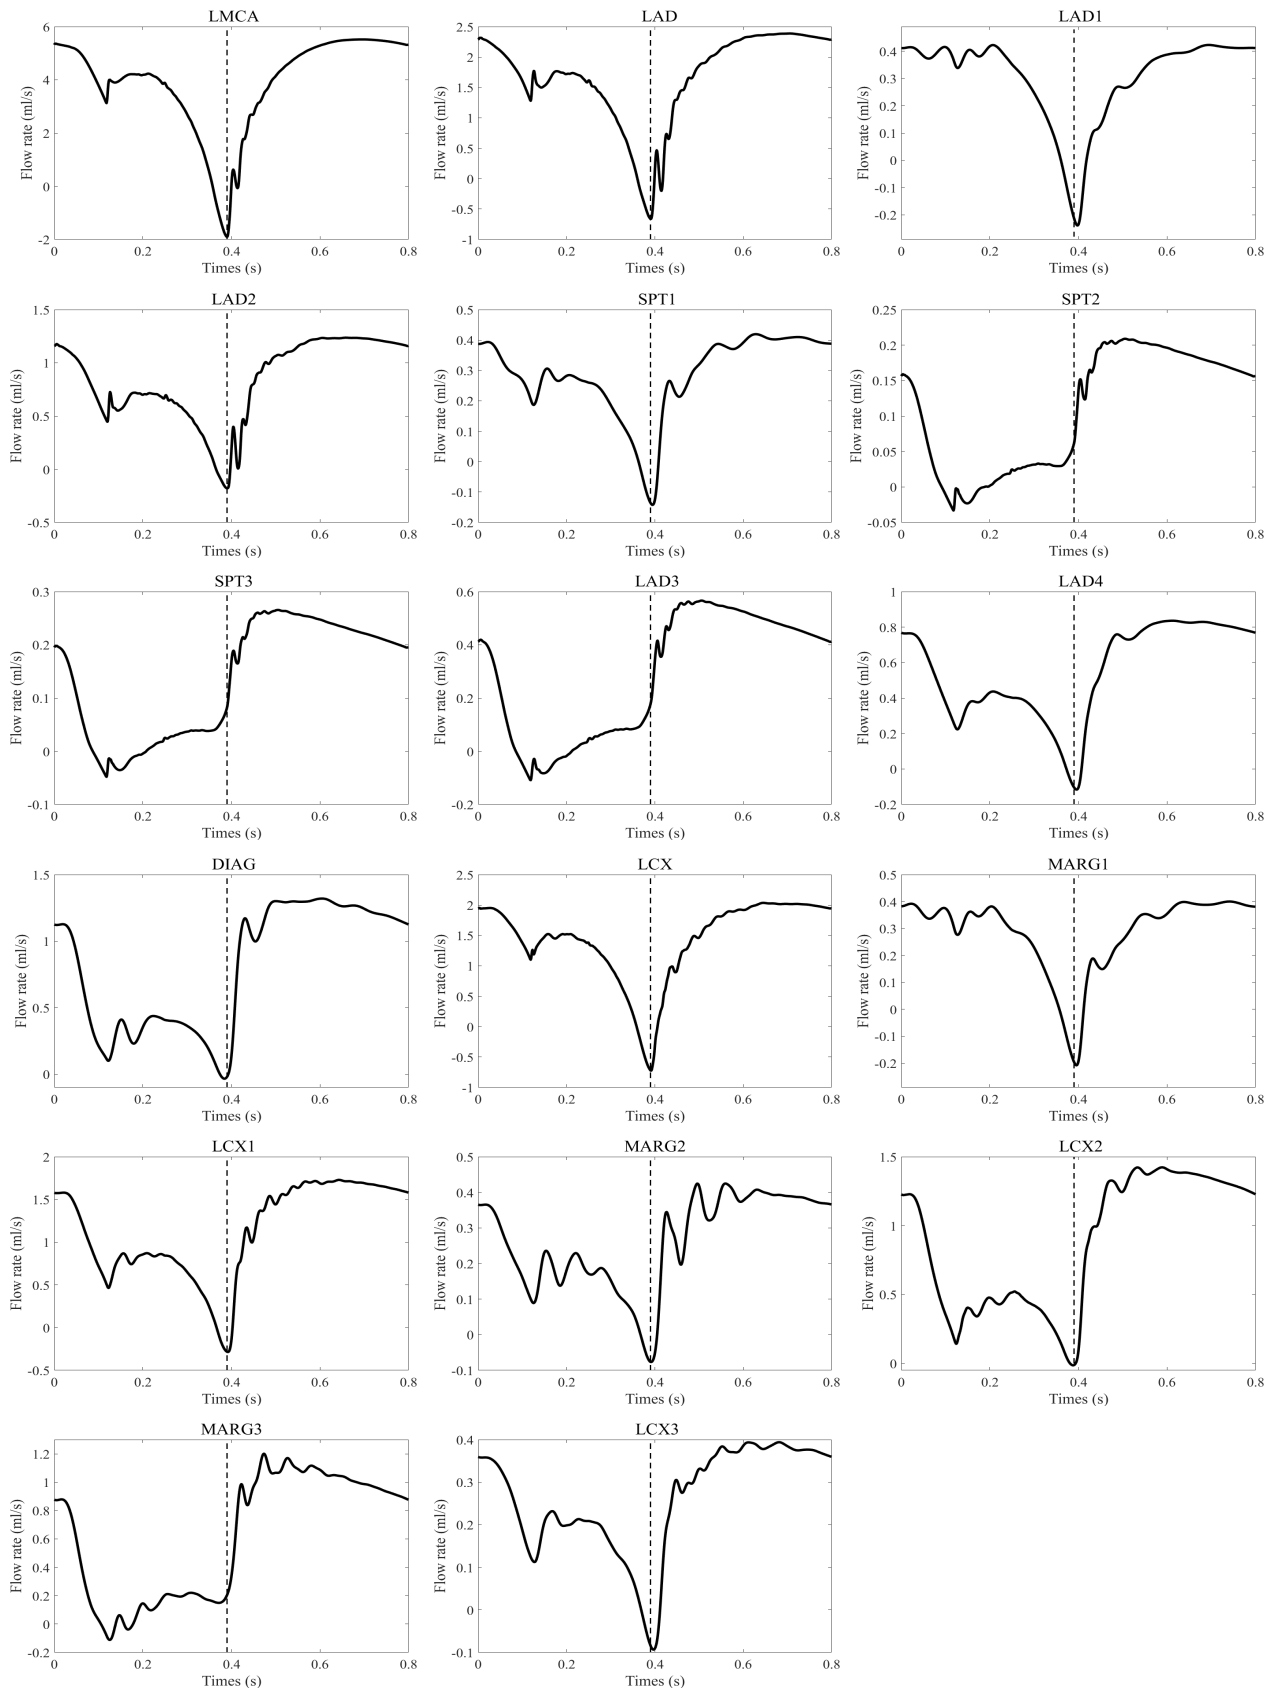 LMCA
Flow rate (ml/s)
6
4
2
0
-2
0 0.2 0.4 0.6 0.8
Times (s)
LAD
Flow rate (ml/s)
2.5
2
1.5
1
0.5
0
-0.5
-1
0 0.2 0.4 0.6 0.8
Times (s)
LAD1
Flow rate (ml/s)
0.4
0.3
0.2
0.1
0
-0.1
-0.2
0 0.2 0.4 0.6 0.8
Times (s)
LAD2
Flow rate (ml/s)
1.5
1
0.5
0
-0.5
0 0.2 0.4 0.6 0.8
Times (s)
SPT1
Flow rate (ml/s)
0.5
0.4
0.3
0.2
0.1
0
-0.1
-0.2
0 0.2 0.4 0.6 0.8
Times (s)
SPT2
Flow rate (ml/s)
0.25
0.2
0.15
0.1
0.05
0
-0.05
0 0.2 0.4 0.6 0.8
Times (s)
SPT3
Flow rate (ml/s)
0.3
0.2
0.1
0
-0.1
0 0.2 0.4 0.6 0.8
Times (s)
LAD3
Flow rate (ml/s)
0.6
0.4
0.2
0
-0.2
0 0.2 0.4 0.6 0.8
Times (s)
LAD4
Flow rate (ml/s)
1
0.8
0.6
0.4
0.2
0
-0.2
0 0.2 0.4 0.6 0.8
Times (s)
DIAG
Flow rate (ml/s)
1.5
1
0.5
0
0 0.2 0.4 0.6 0.8
Times (s)
LCX
Flow rate (ml/s)
2.5
2
1.5
1
0.5
0
-0.5
-1
0 0.2 0.4 0.6 0.8
Times (s)
MARG1
Flow rate (ml/s)
0.5
0.4
0.3
0.2
0.1
0
-0.1
-0.2
0 0.2 0.4 0.6 0.8
Times (s)
LCX1
Flow rate (ml/s)
2
1.5
1
0.5
0
-0.5
0 0.2 0.4 0.6 0.8
Times (s)
MARG2
Flow rate (ml/s)
0.5
0.4
0.3
0.2
0.1
0
-0.1
0 0.2 0.4 0.6 0.8
Times (s)
LCX2
Flow rate (ml/s)
1.5
1
0.5
0
0 0.2 0.4 0.6 0.8
Times (s)
MARG3
Flow rate (ml/s)
1.2
1
0.8
0.6
0.4
0.2
0
-0.2
0 0.2 0.4 0.6 0.8
Times (s)
LCX3
Flow rate (ml/s)
0.4
0.3
0.2
0.1
0
-0.1
0 0.2 0.4 0.6 0.8
Times (s)